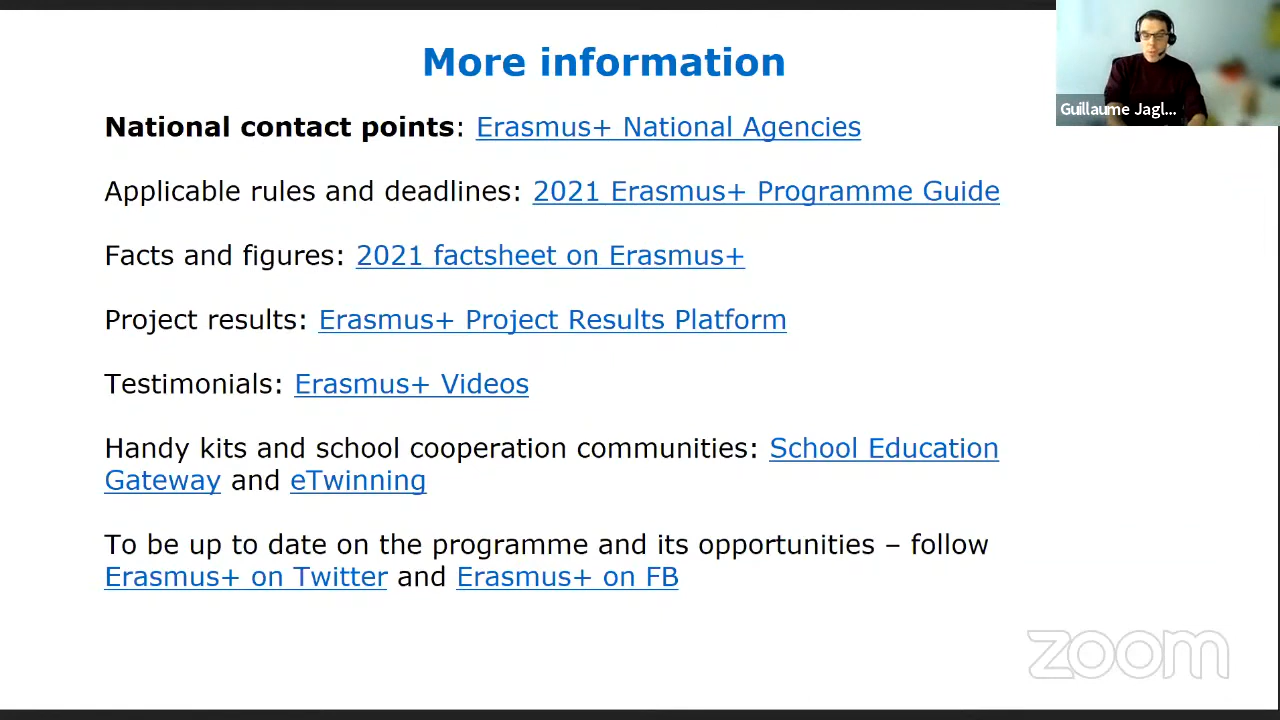 More information
Guillaume Jagl...
National contact points: Erasmus+ National Agencies
Applicable rules and deadlines: 2021 Erasmus+ Programme Guide
Facts and figures: 2021 factsheet on Erasmus+
Project results: Erasmus+ Project Results Platform
Testimonials: Erasmus+ Videos
Handy kits and school cooperation communities: School Education
Gateway and eTwinning
To be up to date on the programme and its opportunities – follow
Erasmus+ on Twitter and Erasmus+ on FB
zoom